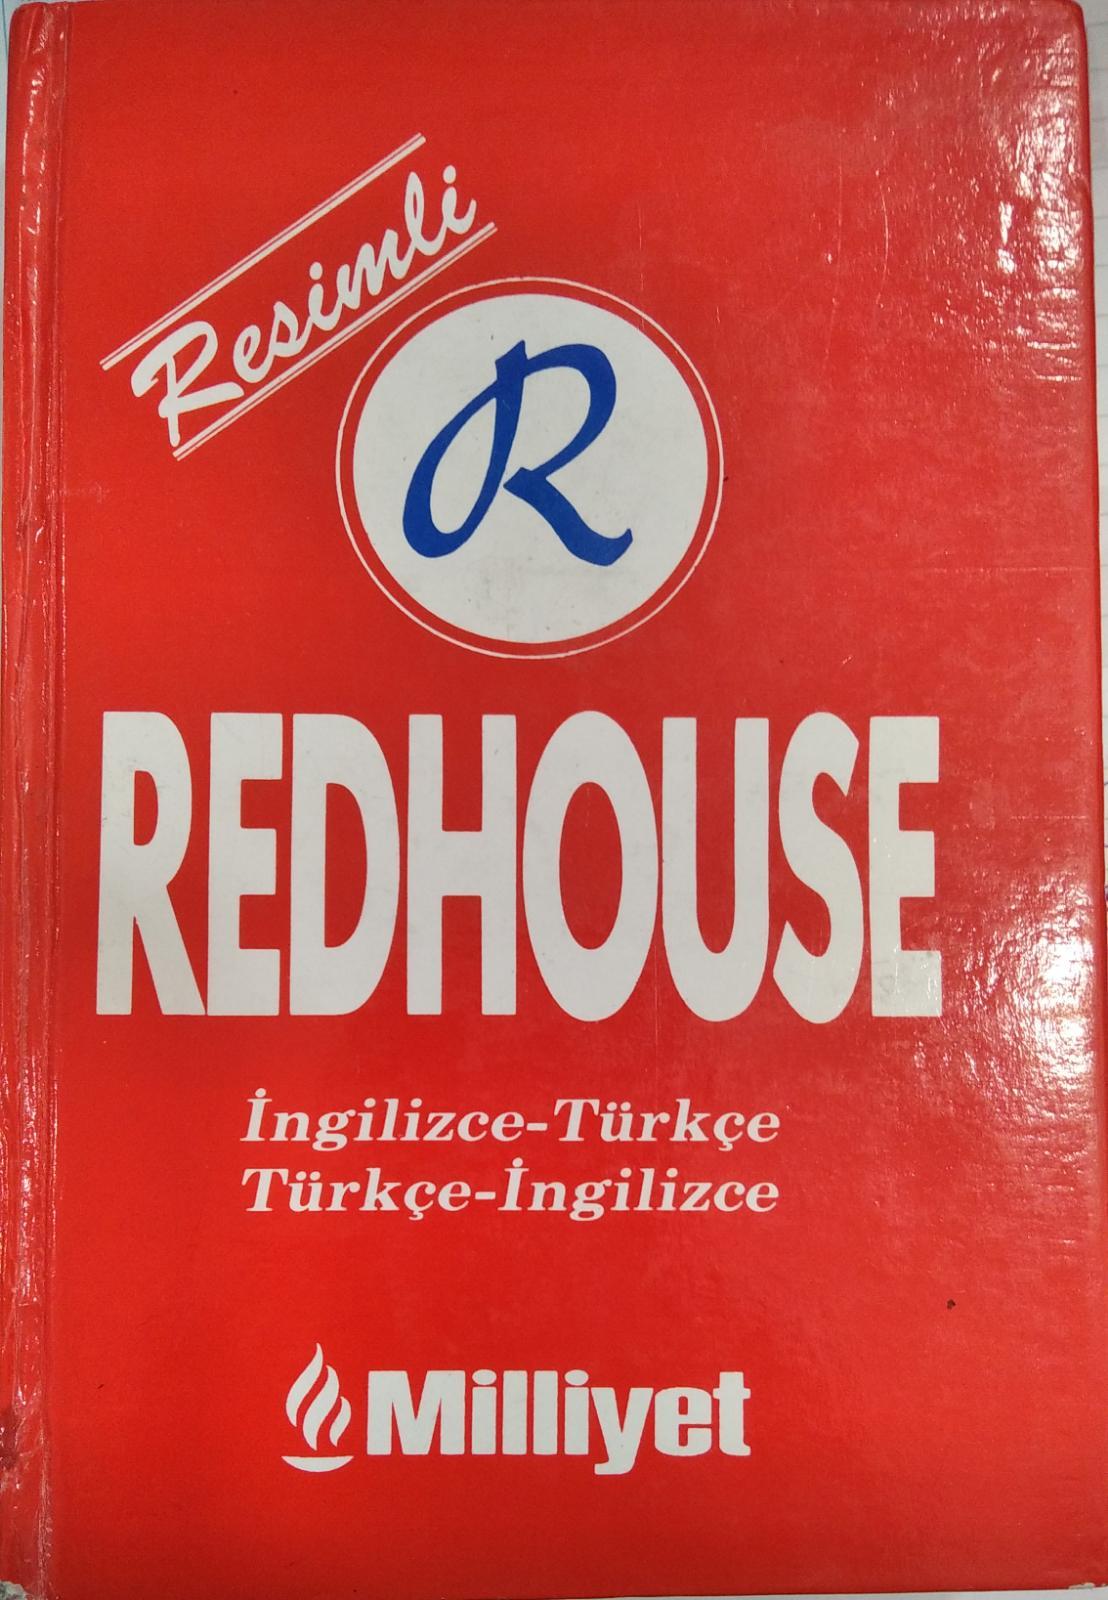 Resimli
R
REDHOUSE
İngilizce-Türkçe
Türkçe-İngilizce
Milliyet